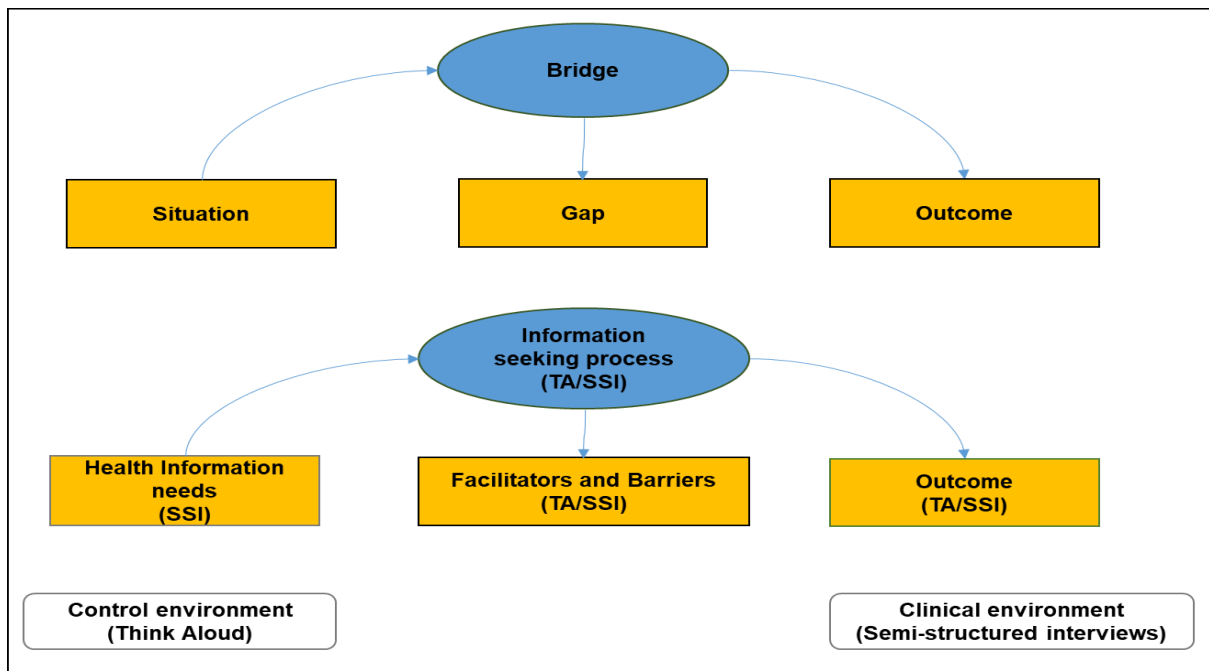 Bridge
Situation
Gap
Outcome
Information
seeking process
(TA/SSI)
Health Information
needs
(SSI)
Facilitators and Barriers
(TA/SSI)
Outcome
(TA/SSI)
Control environment
(Think Aloud)
Clinical environment
(Semi-structured interviews)